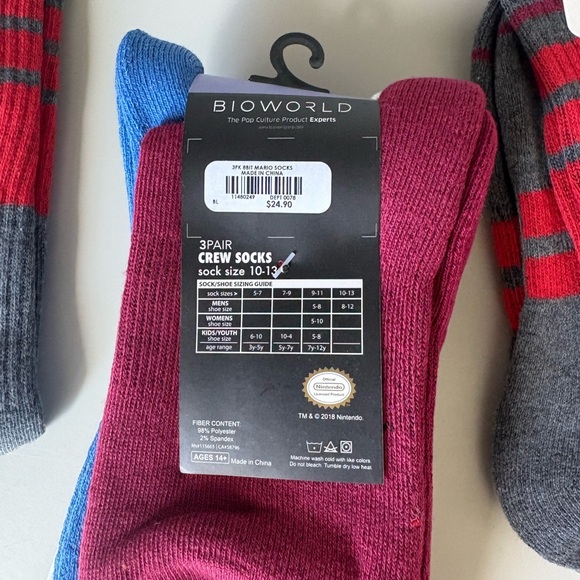 BIOWORLD
The Pop Culture Product Experts
3PK 8BIT MARIO SOCKS
MADE IN CHINA
11480249 DEPT 0078
BL $24.90
3PAIR
CREW SOCKS
sock size 10-13
SOCK/SHOE SIZING GUIDE
sock sizes > 5-7 7-9 9-11 10-13
MENS
shoe size 5-8 8-12
WOMENS
shoe size 5-10
KIDS/YOUTH
shoe size 6-10 10-4 5-8
age range 3y-5y 5y-7y 7y-12y
Official
Nintendo
Licensed Product
TM & © 2018 Nintendo.
FIBER CONTENT:
98% Polyester
2% Spandex
AGES 14+ Made in China
Machine wash cold with like colors.
Do not bleach. Tumble dry low heat.